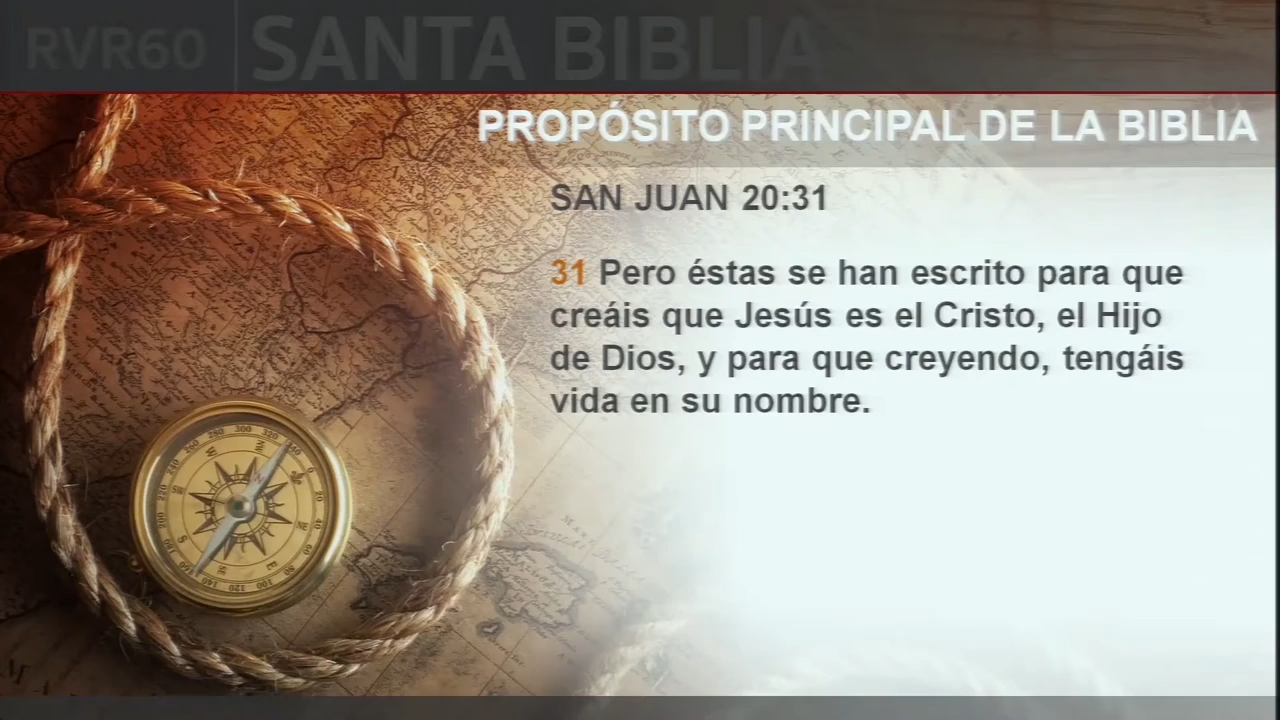 RVR60 SANTA BIBLIA
PROPÓSITO PRINCIPAL DE LA BIBLIA
SAN JUAN 20:31
31 Pero éstas se han escrito para que
creáis que Jesús es el Cristo, el Hijo
de Dios, y para que creyendo, tengáis
vida en su nombre.